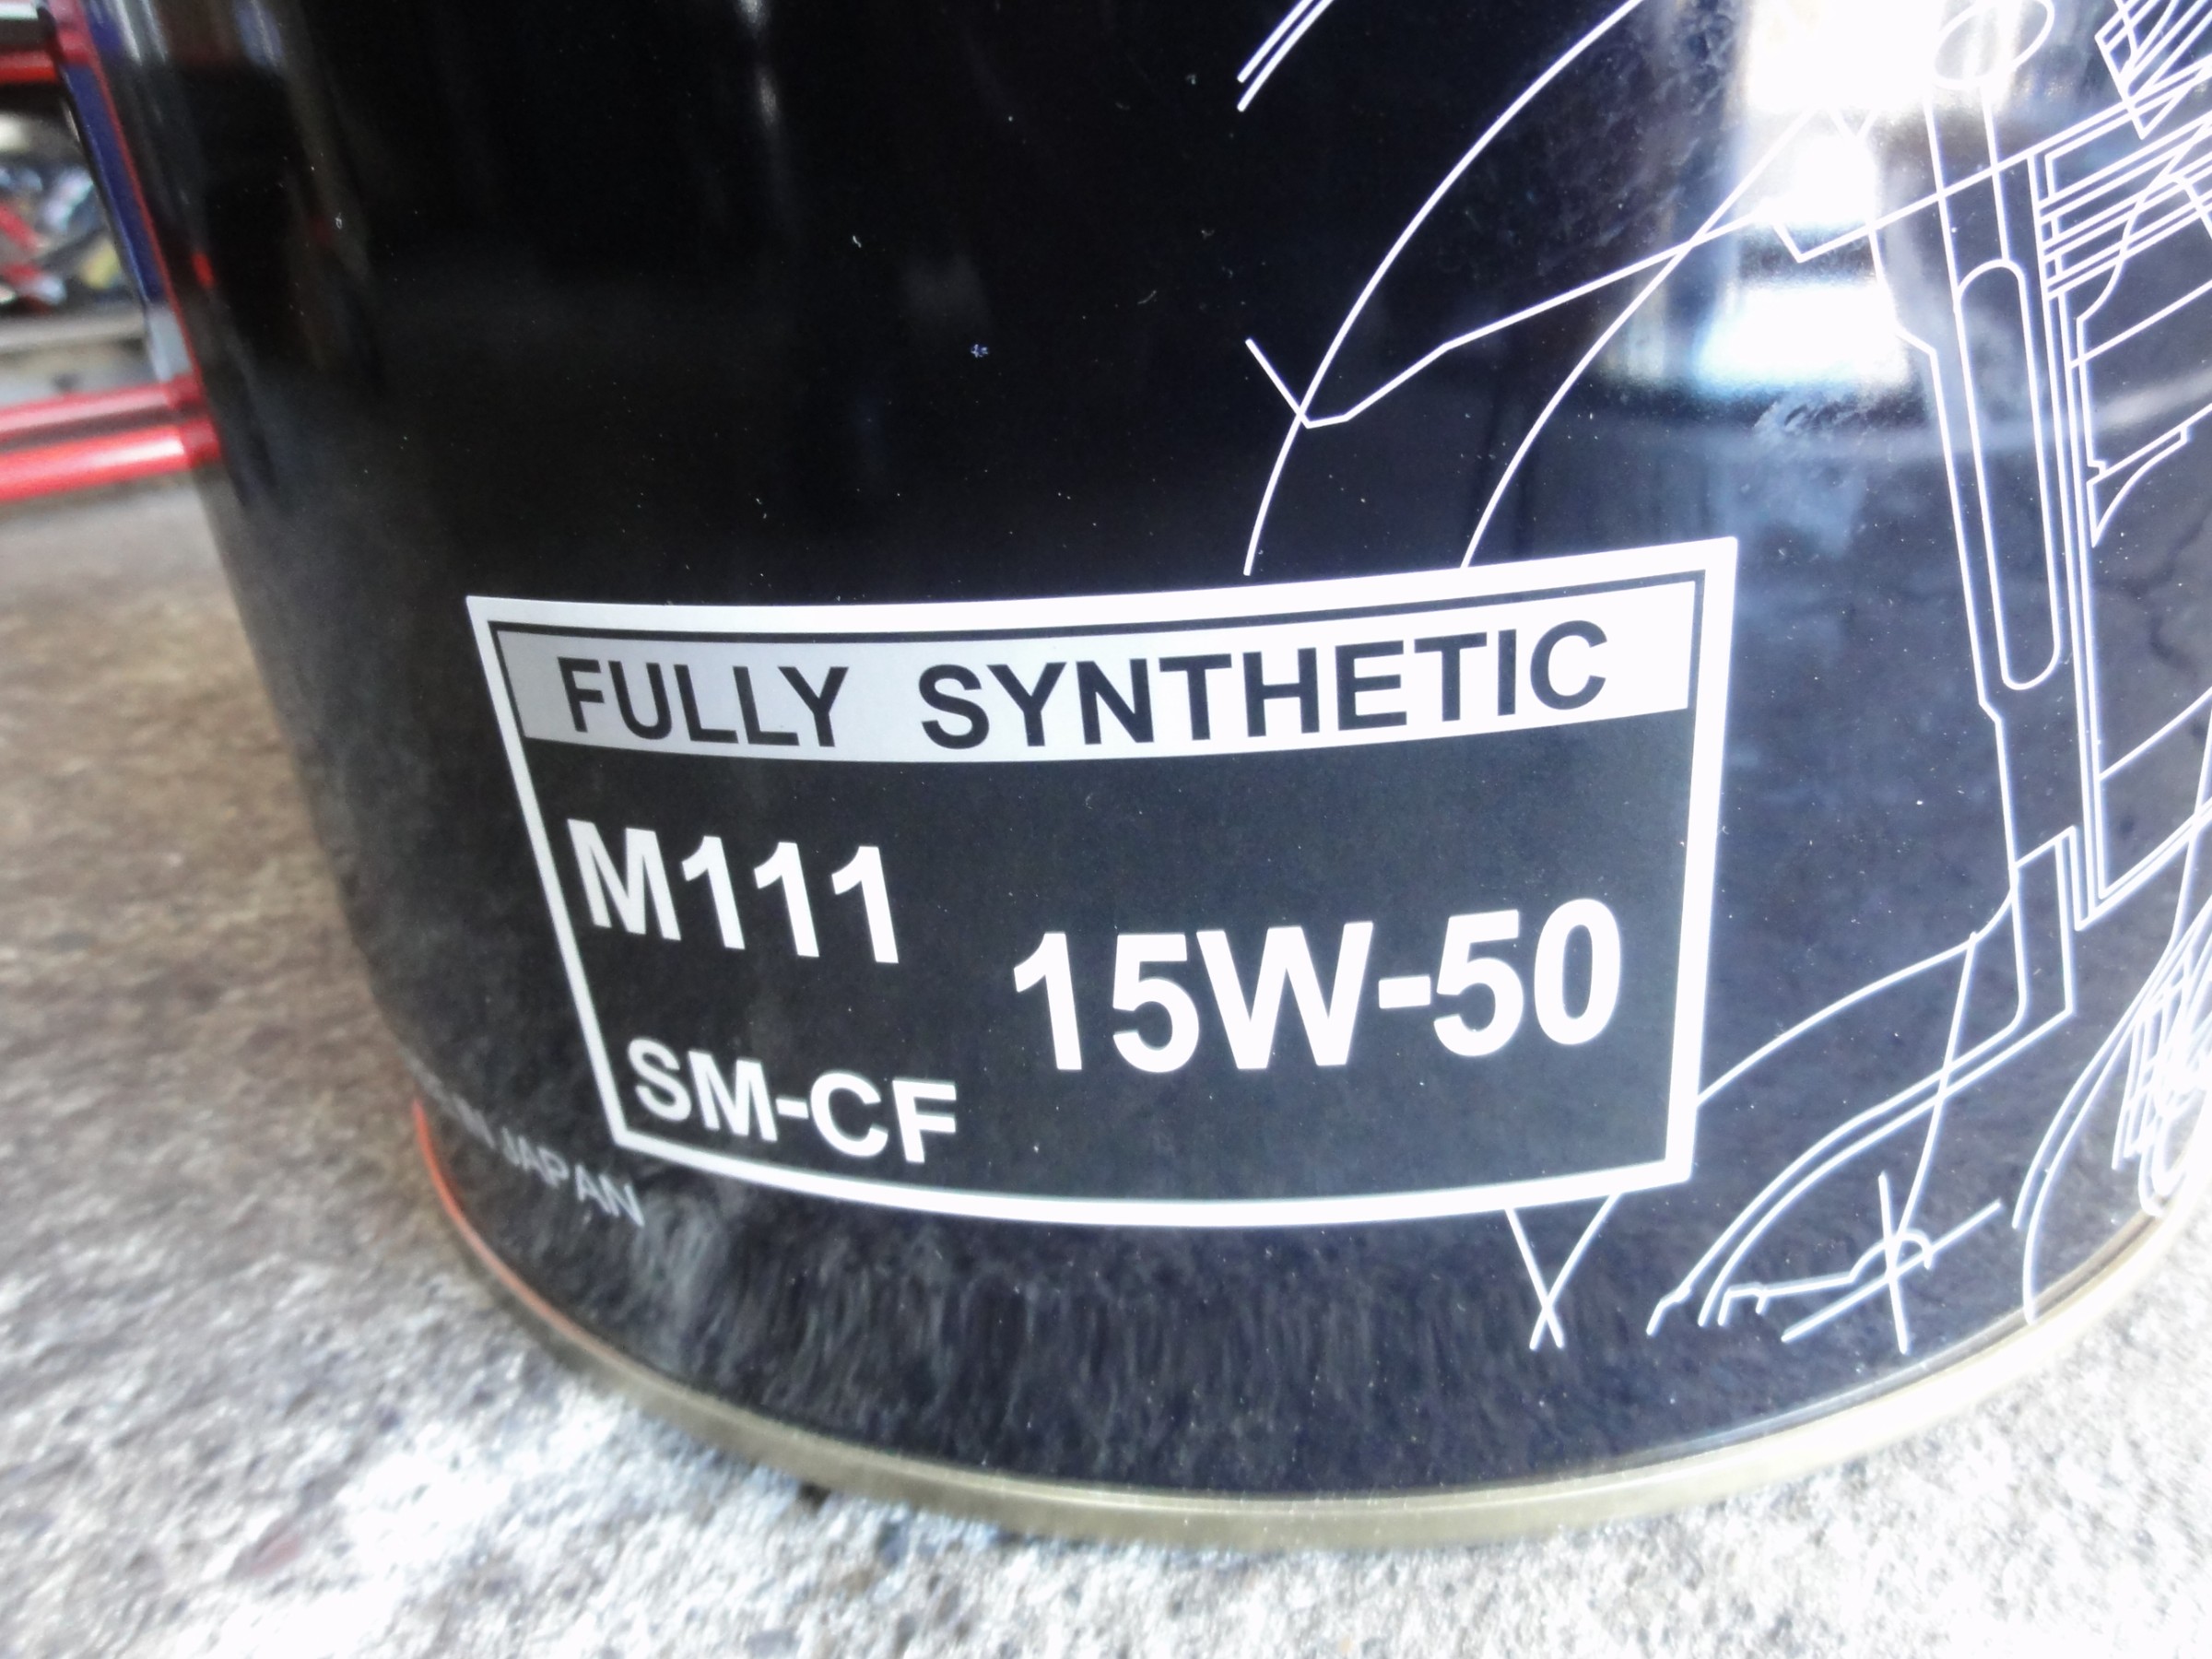 FULLY SYNTHETIC
M111
15W-50
SM-CF
JAPAN